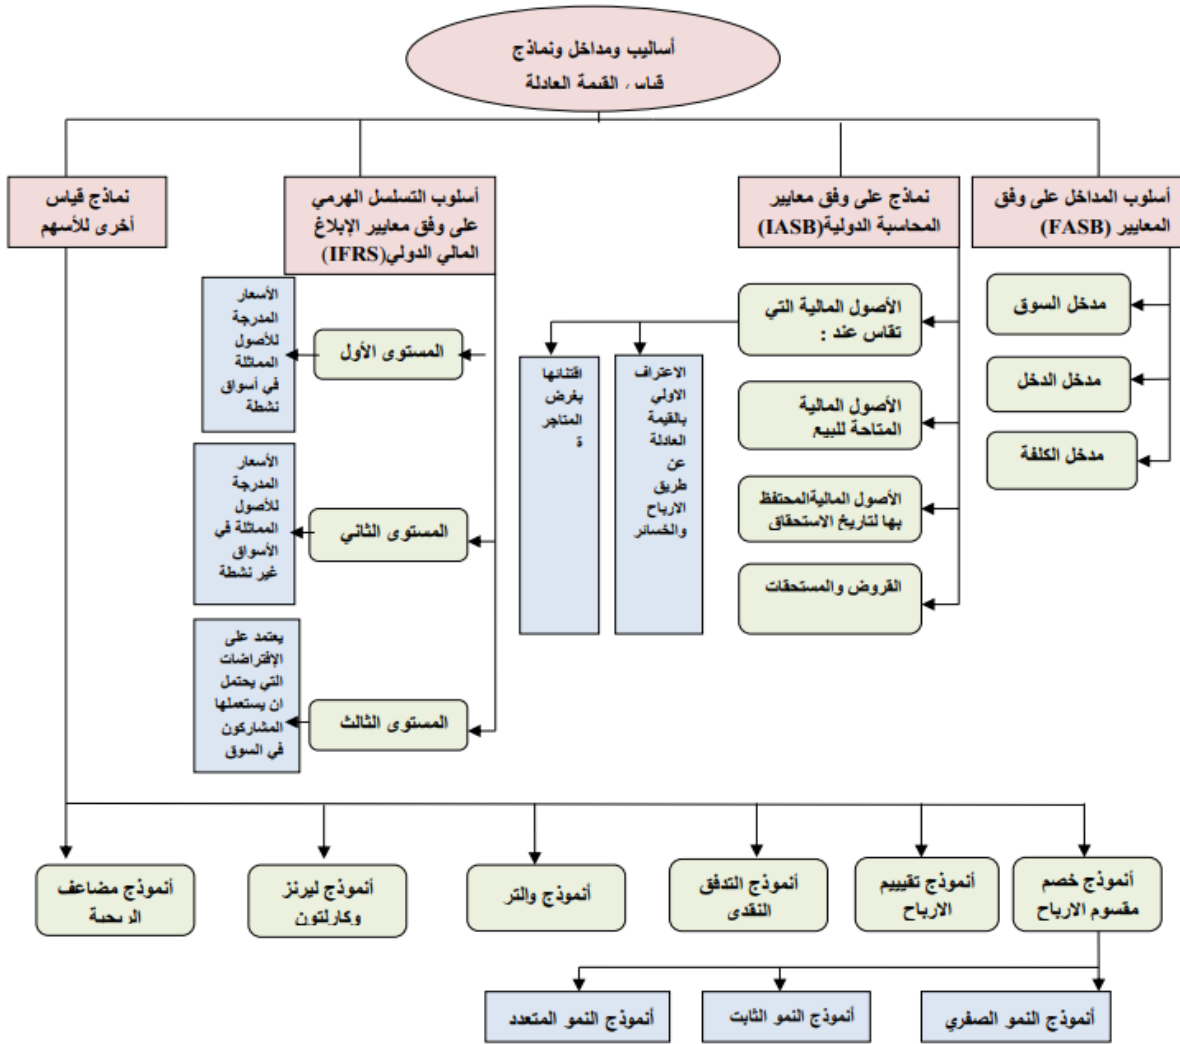 أساليب ومداخل ونماذج
قياس القيمة العادلة
أسلوب المداخل على وفق
المعايير (FASB)
مدخل السوق
مدخل الدخل
مدخل الكلفة
نماذج على وفق معايير
المحاسبة الدولية(IASB)
الأصول المالية التي
تقاس عند :
الاعتراف
الاولي
بالقيمة
العادلة
عن
طريق
الارباح
والخسائر
اقتنائها
بغرض
المتاجر
ة
الأصول المالية
المتاحة للبيع
الأصول الماليةالمحتفظ
بها لتاريخ الاستحقاق
القروض والمستحقات
أسلوب التسلسل الهرمي
على وفق معايير الإبلاغ
المالي الدولي(IFRS)
المستوى الأول
الأسعار
المدرجة
للأصول
المماثلة
في أسواق
نشطة
المستوى الثاني
الأسعار
المدرجة
للأصول
المماثلة في
الأسواق
غير نشطة
المستوى الثالث
يعتمد على
الإفتراضات
التي يحتمل
ان يستعملها
المشاركون
في السوق
نماذج قياس
أخرى للأسهم
أنموذج خصم
مقسوم الارباح
أنموذج تقيييم
الارباح
أنموذج التدفق
النقدي
أنموذج والتر
أنموذج ليرنز
وكارلتون
أنموذج مضاعف
الربحية
أنموذج النمو الصفري
أنموذج النمو الثابت
أنموذج النمو المتعدد